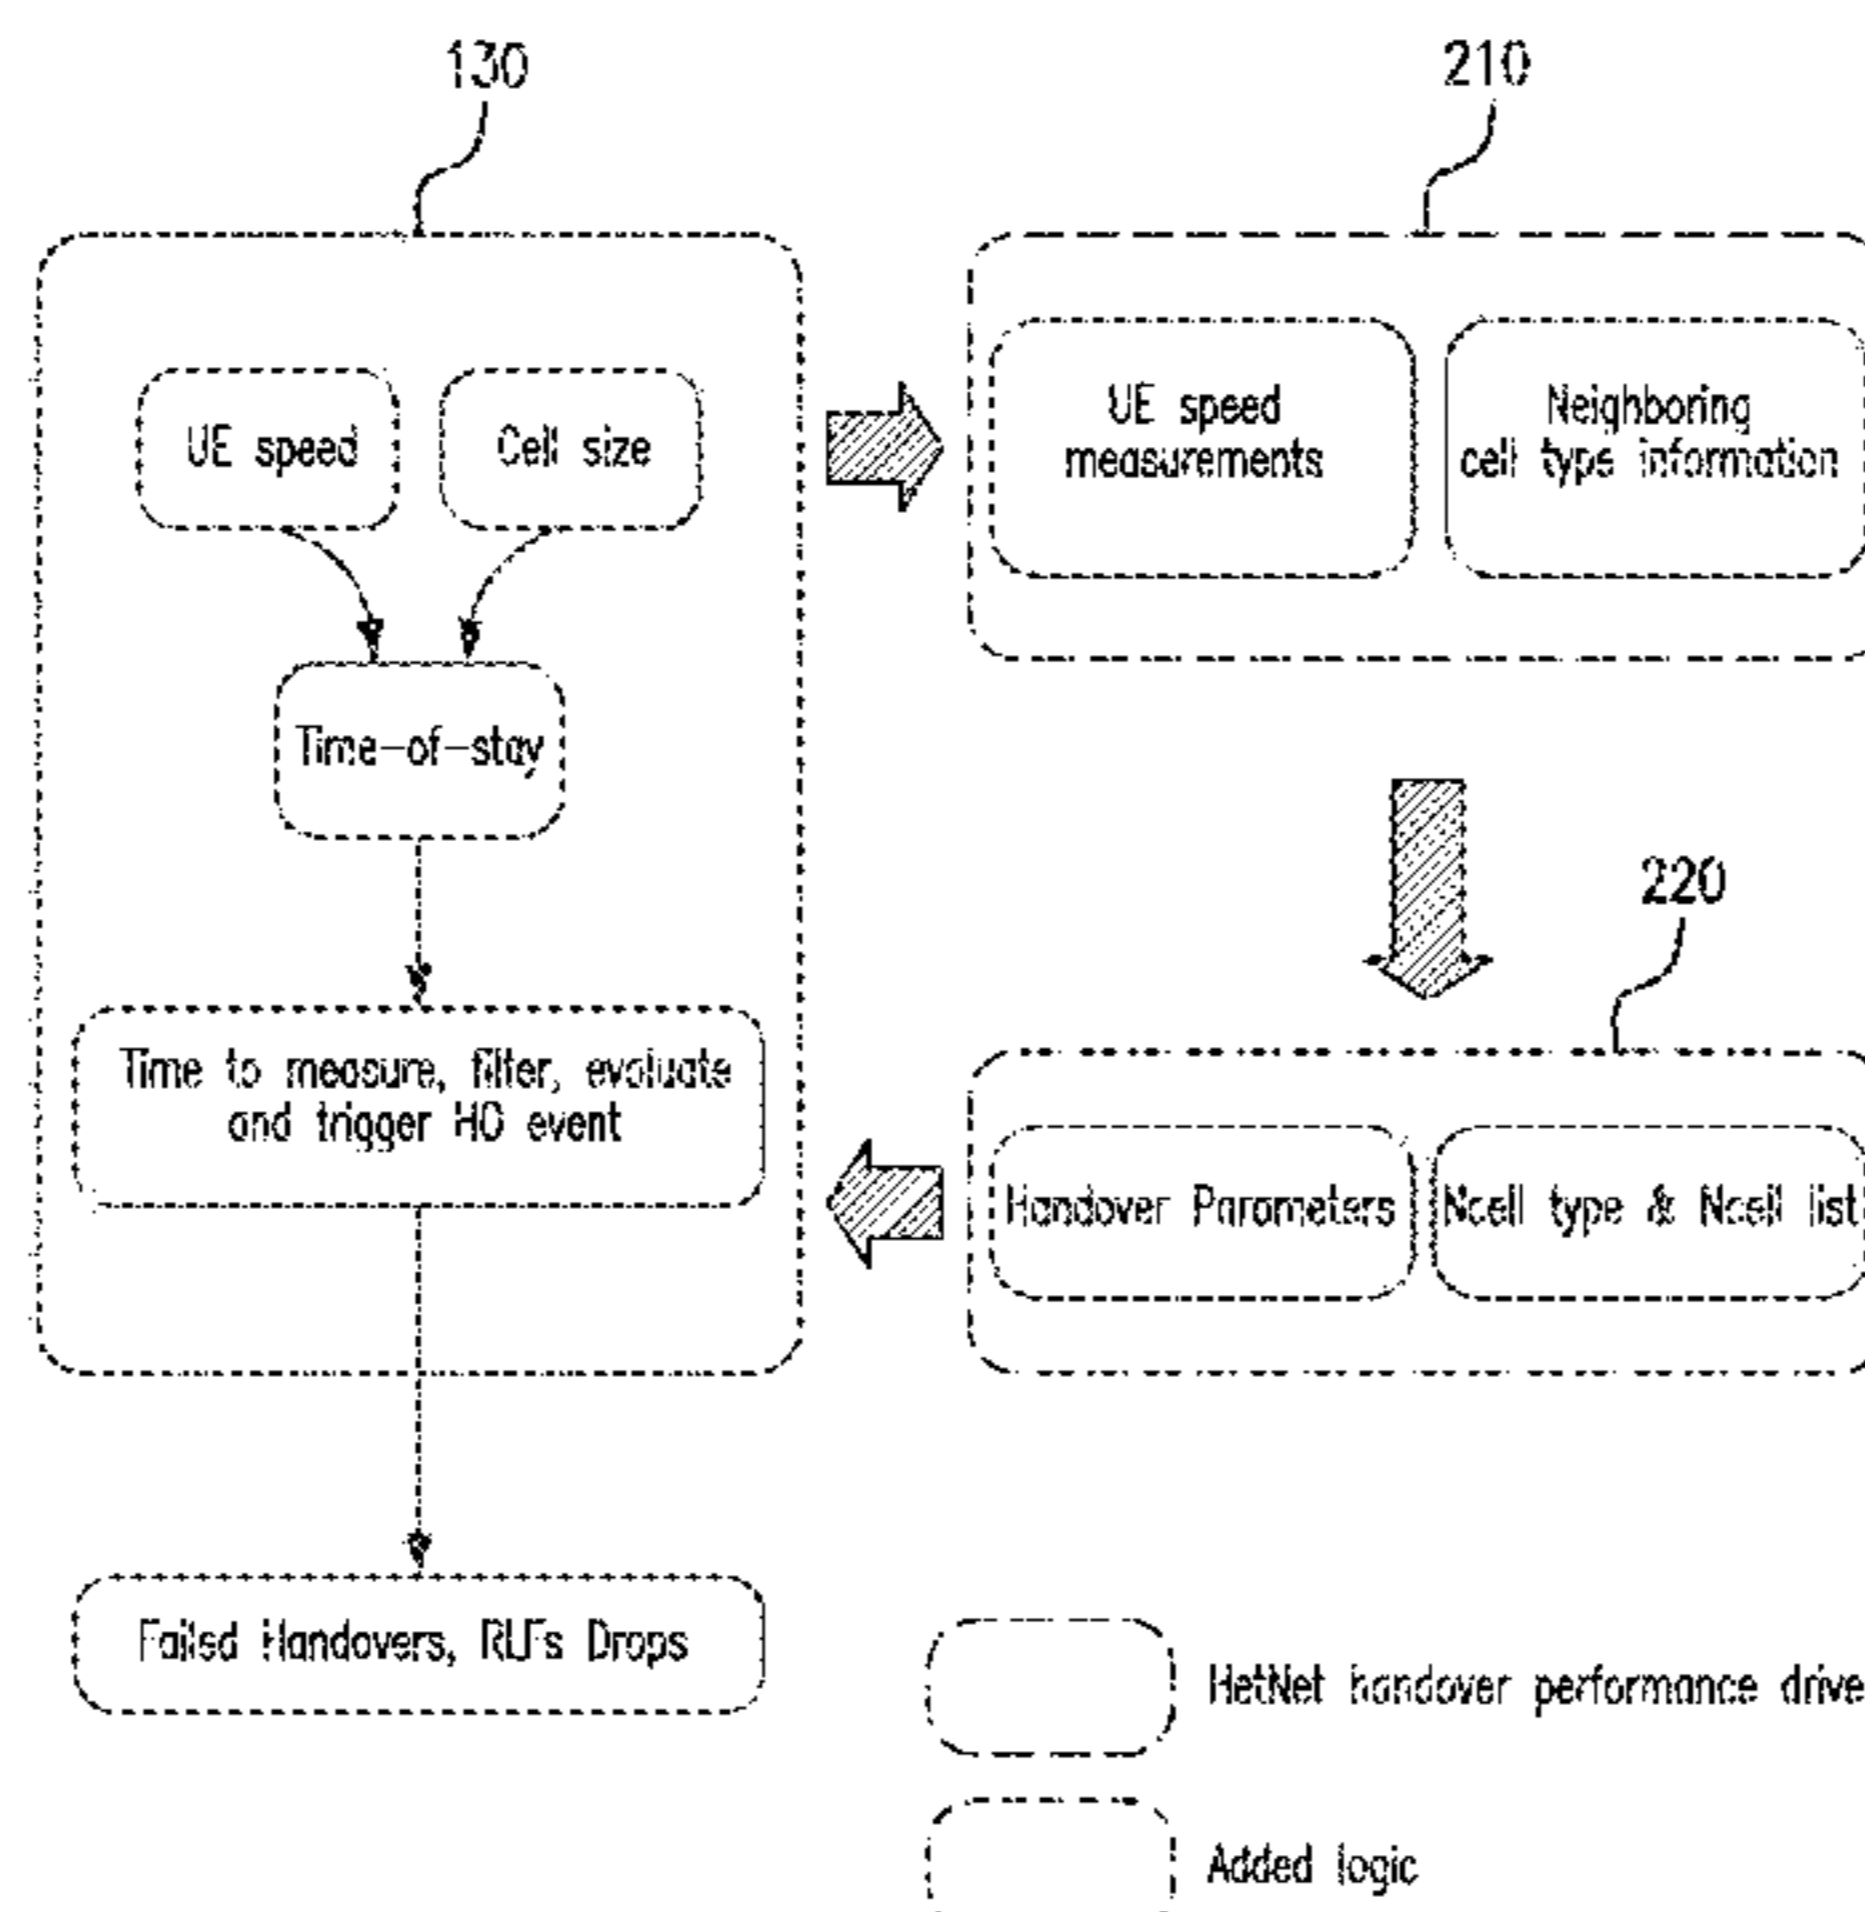 130
210
UE speed
Cell size
UE speed
measurements
Neighboring
cell type information
Time-of-stay
220
Time to measure, filter, evaluate
and trigger HO event
Handover Parameters
Ncell type & Ncell list
Failed Handovers, RLFs Drops
HetNet handover performance drive
Added logic